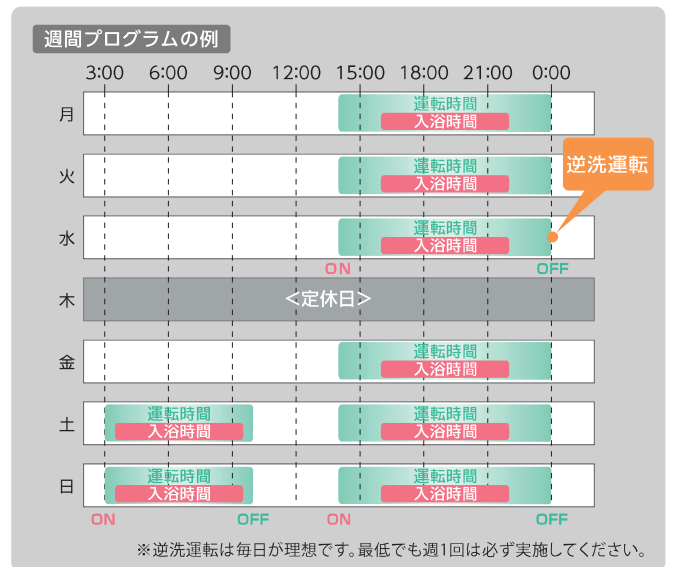 週間プログラムの例
3:00 6:00 9:00 12:00 15:00 18:00 21:00 0:00
月 運転時間
入浴時間
火 運転時間
入浴時間
逆洗運転
水 運転時間
入浴時間
ON OFF
木 <定休日>
金 運転時間
入浴時間
土 運転時間 運転時間
入浴時間 入浴時間
日 運転時間 運転時間
入浴時間 入浴時間
ON OFF ON OFF
※逆洗運転は毎日が理想です。最低でも週1回は必ず実施してください。